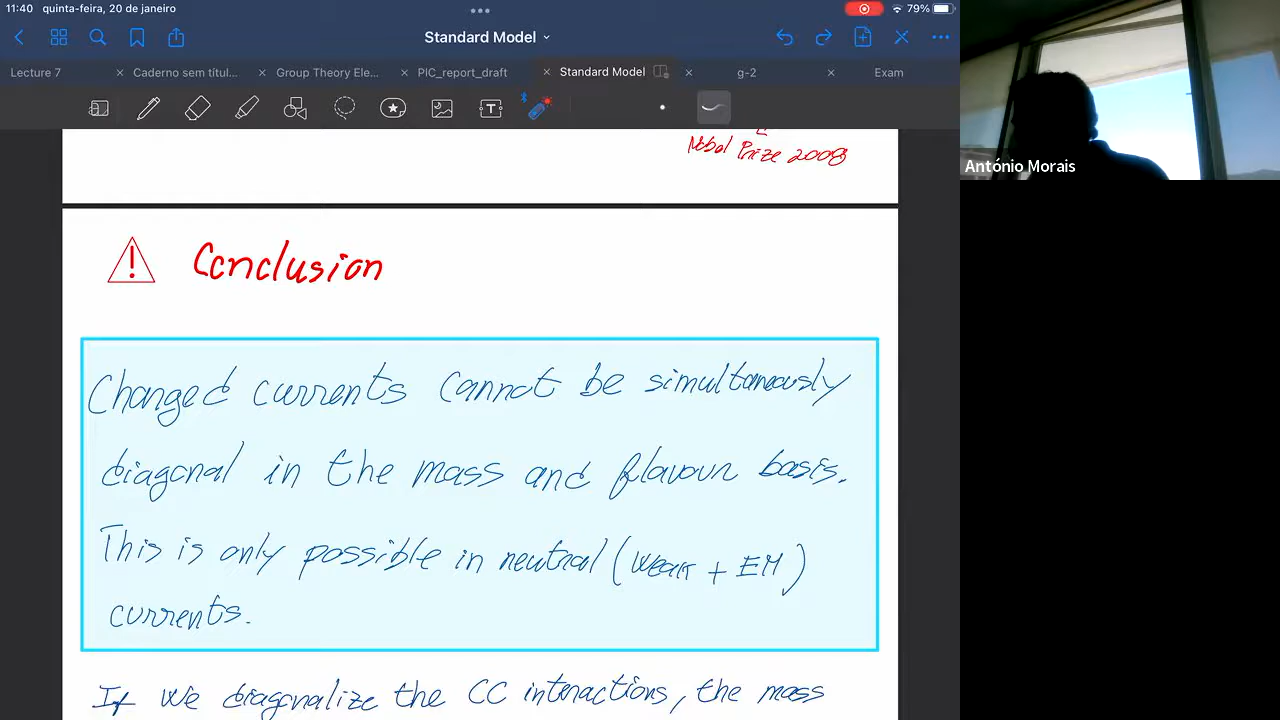 11:40 quinta-feira, 20 de janeiro
79%
Standard Model
Lecture 7
Caderno sem títul...
Group Theory Ele...
PIC_report_draft
Standard Model
g-2
Exam
António Morais
Nobel Prize 2008
! Conclusion
Charged currents cannot be simultaneously
diagonal in the mass and flavour basis.
This is only possible in neutral (weak + EM)
currents.
If we diagonalize the CC interactions, the mass